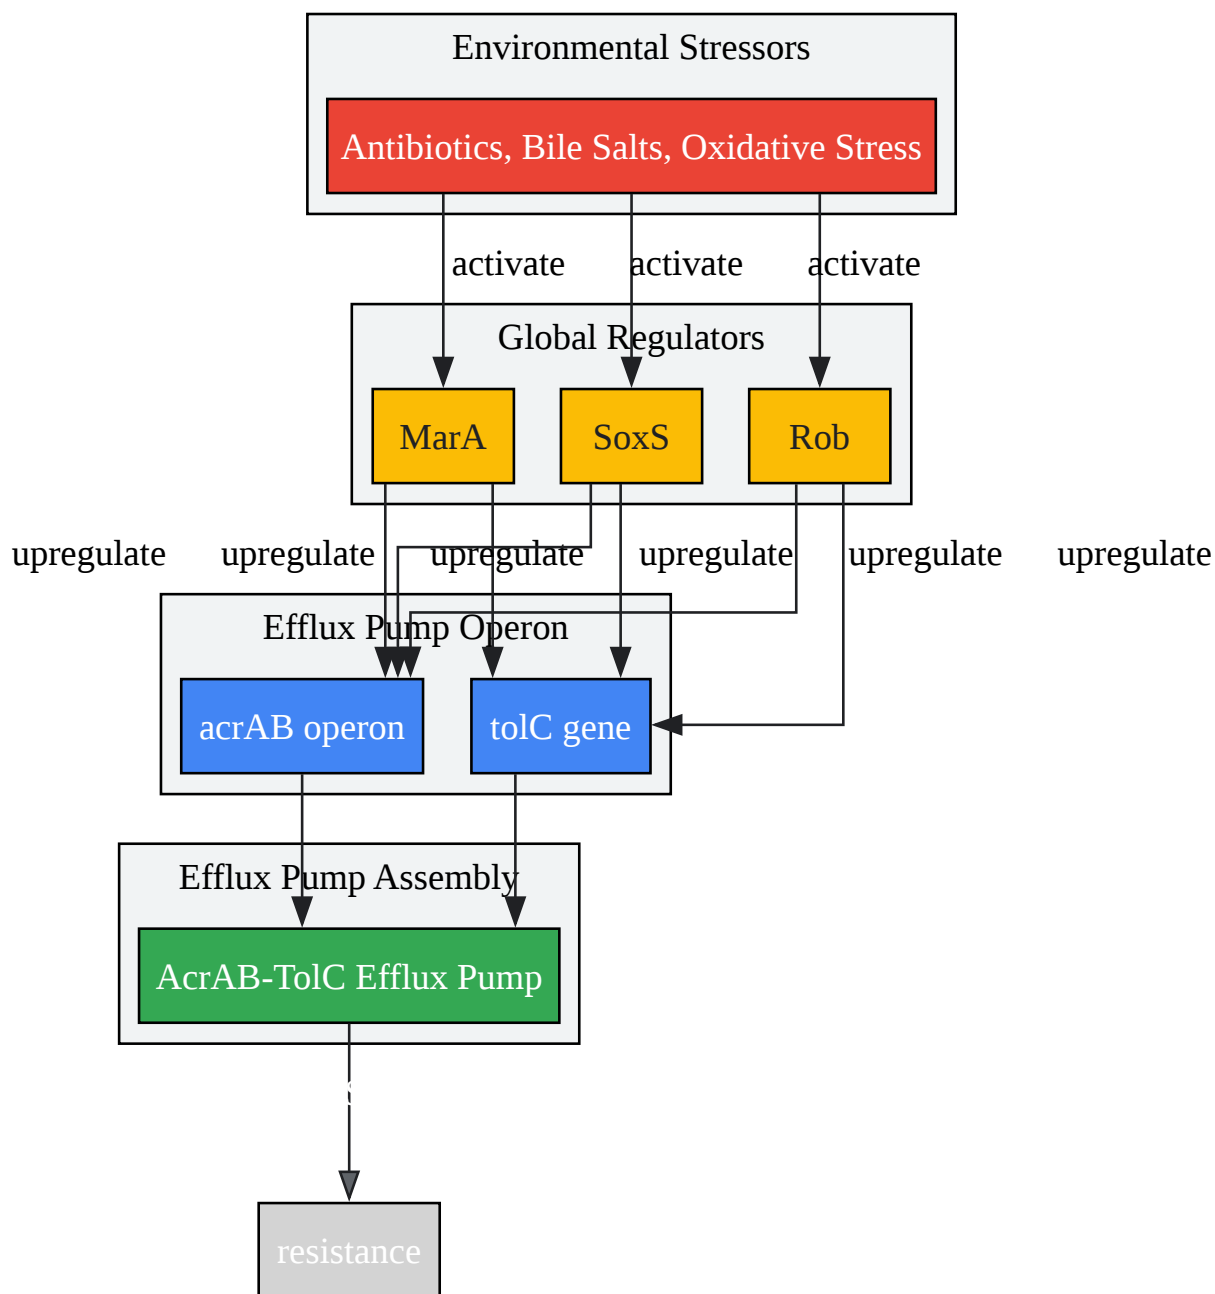 Environmental Stressors
Antibiotics, Bile Salts, Oxidative Stress
activate activate activate
Global Regulators
MarA SoxS Rob
upregulate upregulate upregulate upregulate upregulate upregulate
Efflux Pump Operon
acrAB operon tolC gene
Efflux Pump Assembly
AcrAB-TolC Efflux Pump
resistance